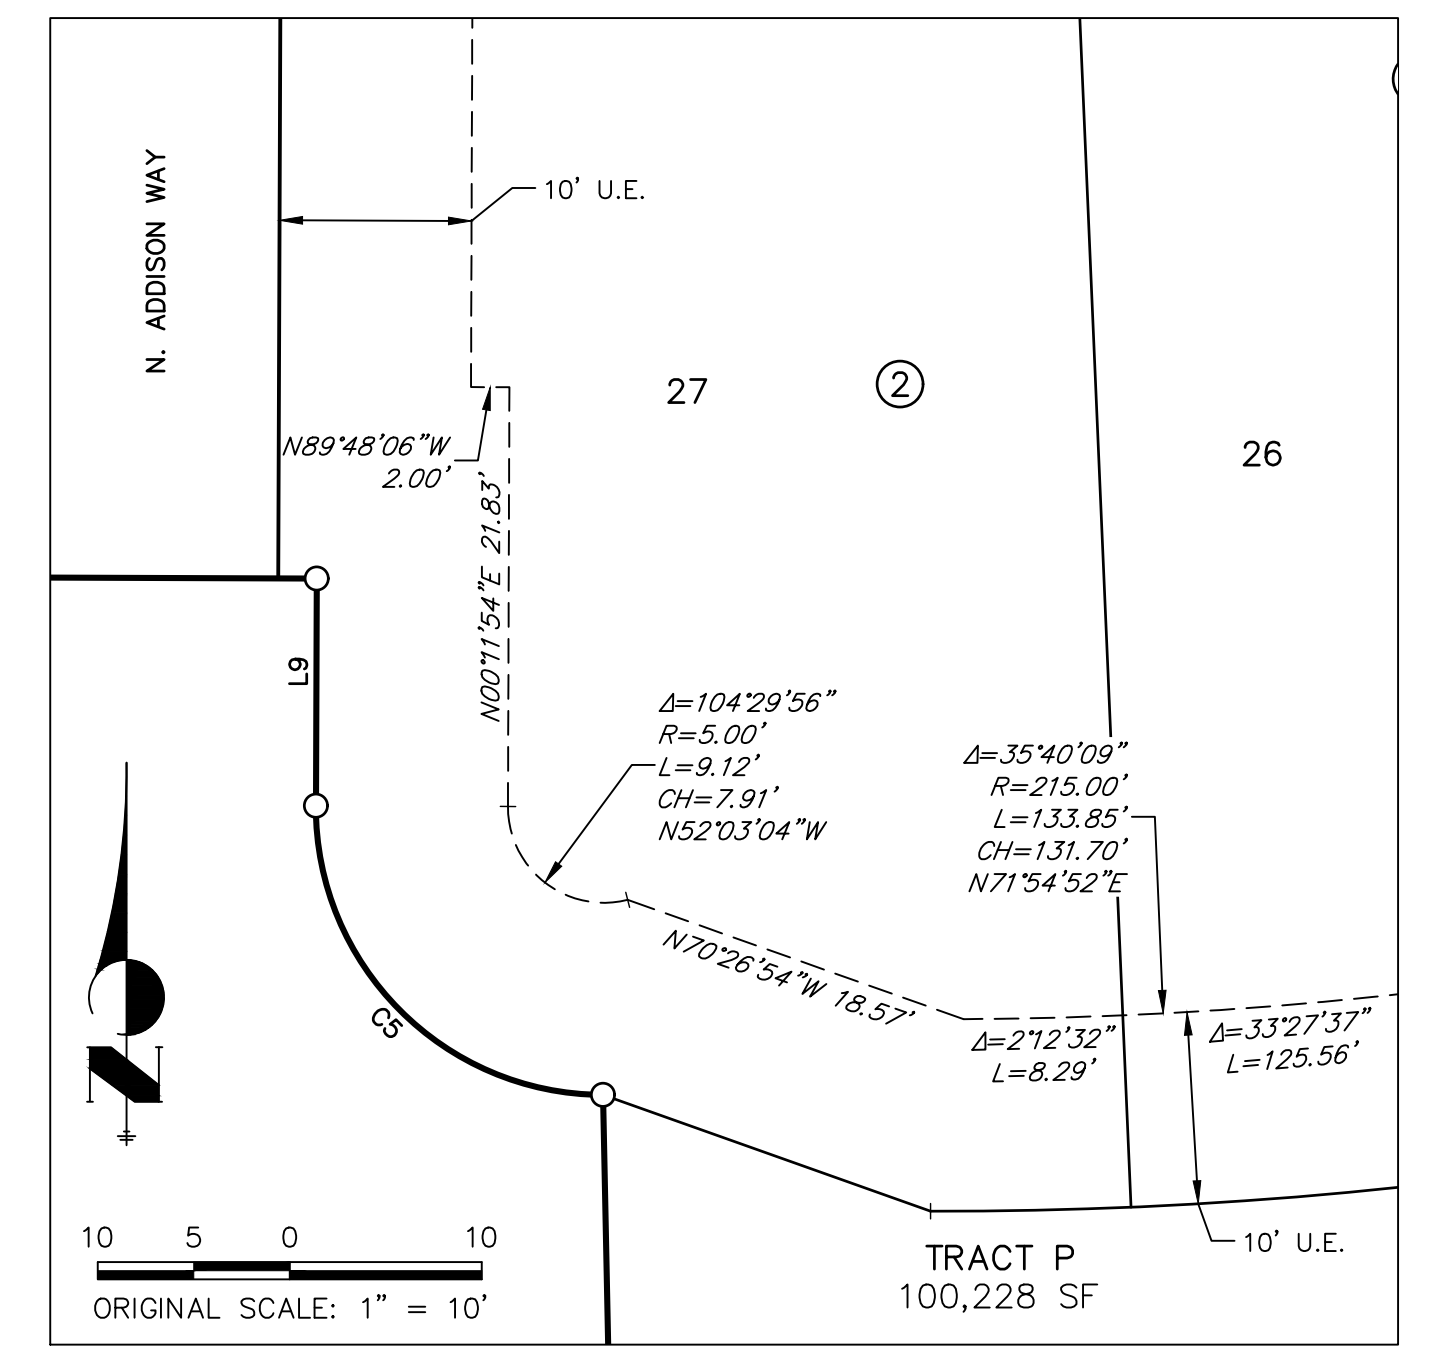 N. ADDISON WAY
10' U.E.
27
2
26
N89°48'06"W
2.00'
N00°11'54"E 21.83'
L9
Δ=104°29'56"
R=5.00'
L=9.12'
CH=7.91'
N52°03'04"W
Δ=35°40'09"
R=215.00'
L=133.85'
CH=131.70'
N71°54'52"E
N70°26'54"W 18.57'
C5
Δ=2°12'32"
L=8.29'
Δ=33°27'37"
L=125.56'
N
10 5 0 10
ORIGINAL SCALE: 1" = 10'
10' U.E.
TRACT P
100,228 SF